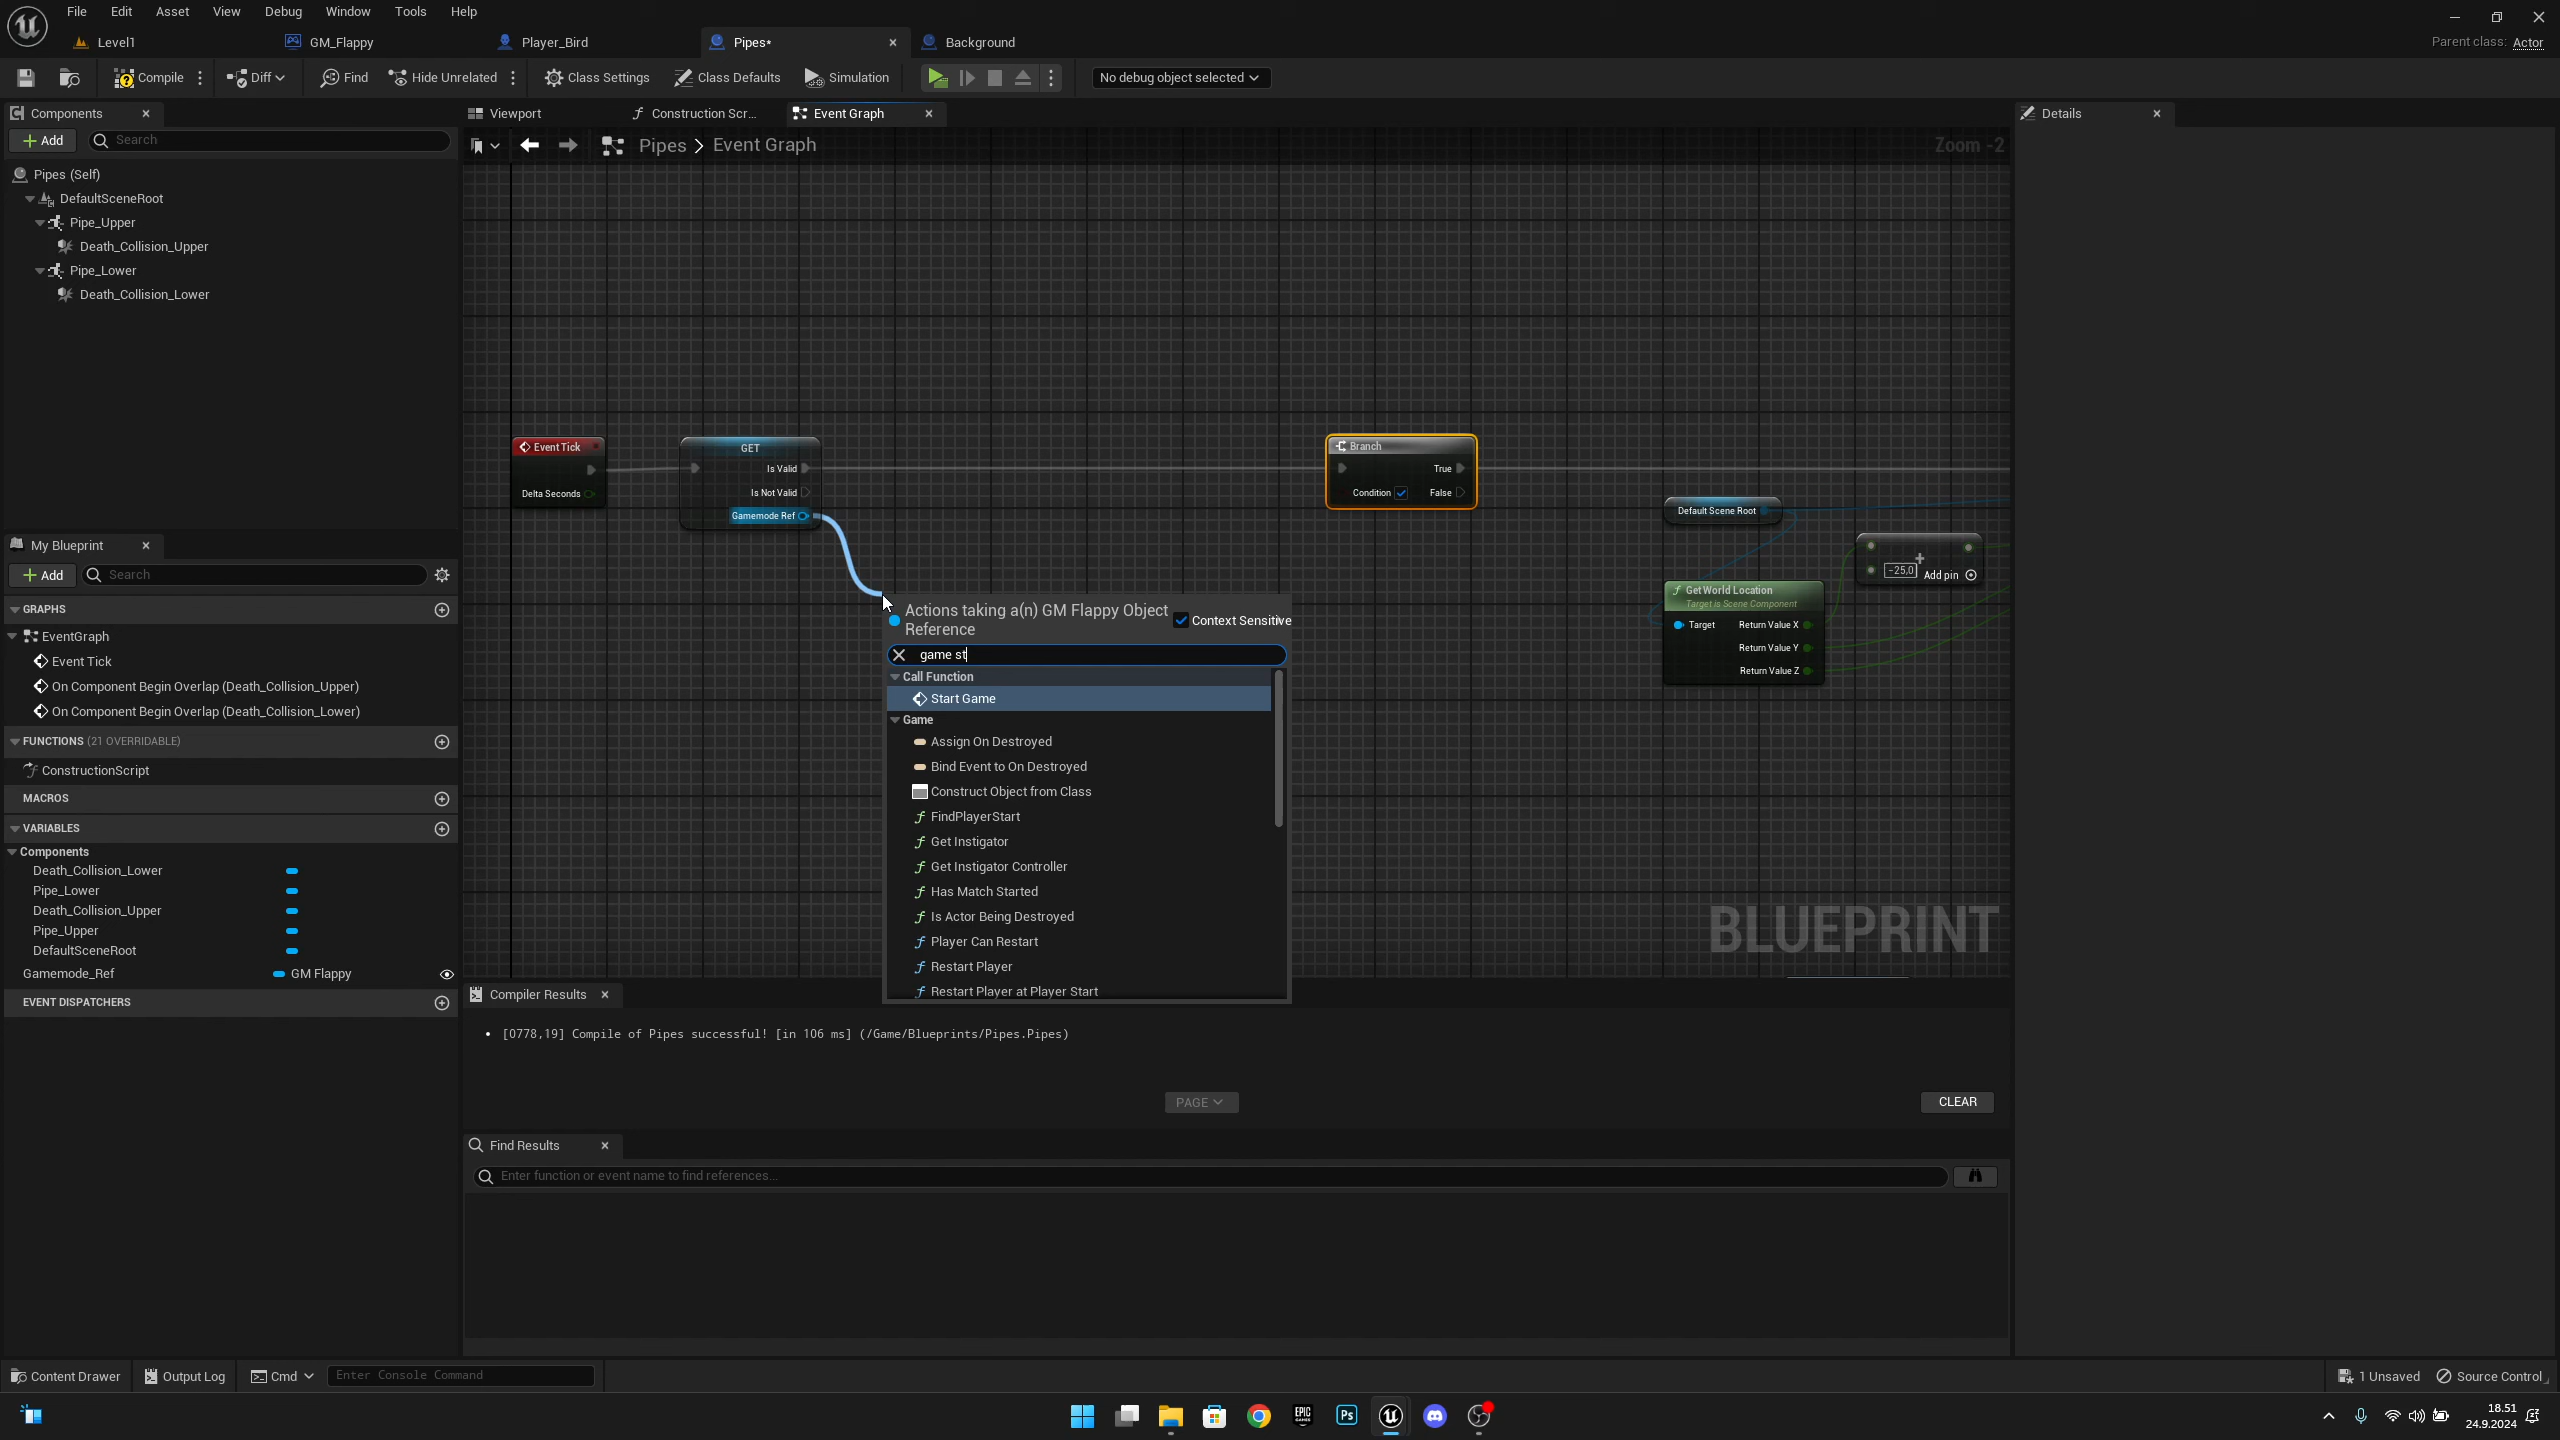 File Edit Asset View Debug Window Tools Help
Level1 GM_Flappy Player_Bird Pipes* Background
Parent class: Actor
Compile Diff Find Hide Unrelated Class Settings Class Defaults Simulation No debug object selected
Components
Viewport Construction Scr... Event Graph
Details
Add Search
Pipes > Event Graph
Zoom -2
Pipes (Self)
DefaultSceneRoot
Pipe_Upper
Death_Collision_Upper
Pipe_Lower
Death_Collision_Lower
Event Tick
Delta Seconds
GET
Is Valid
Is Not Valid
Gamemode Ref
Branch
True
Condition False
Default Scene Root
-25,0 Add pin
Get World Location
Target is Scene Component
Target Return Value X
Return Value Y
Return Value Z
Actions taking a(n) GM Flappy Object
Reference
Context Sensitive
game st
Call Function
Start Game
Game
Assign On Destroyed
Bind Event to On Destroyed
Construct Object from Class
FindPlayerStart
Get Instigator
Get Instigator Controller
Has Match Started
Is Actor Being Destroyed
Player Can Restart
Restart Player
Restart Player at Player Start
BLUEPRINT
My Blueprint
Add Search
GRAPHS
EventGraph
Event Tick
On Component Begin Overlap (Death_Collision_Upper)
On Component Begin Overlap (Death_Collision_Lower)
FUNCTIONS (21 OVERRIDABLE)
ConstructionScript
MACROS
VARIABLES
Components
Death_Collision_Lower
Pipe_Lower
Death_Collision_Upper
Pipe_Upper
DefaultSceneRoot
Gamemode_Ref GM Flappy
EVENT DISPATCHERS
Compiler Results
[0778,19] Compile of Pipes successful! [in 106 ms] (/Game/Blueprints/Pipes.Pipes)
PAGE
CLEAR
Find Results
Enter function or event name to find references...
Content Drawer Output Log Cmd Enter Console Command
1 Unsaved Source Control
EPIC GAMES
Ps
18.51
24.9.2024